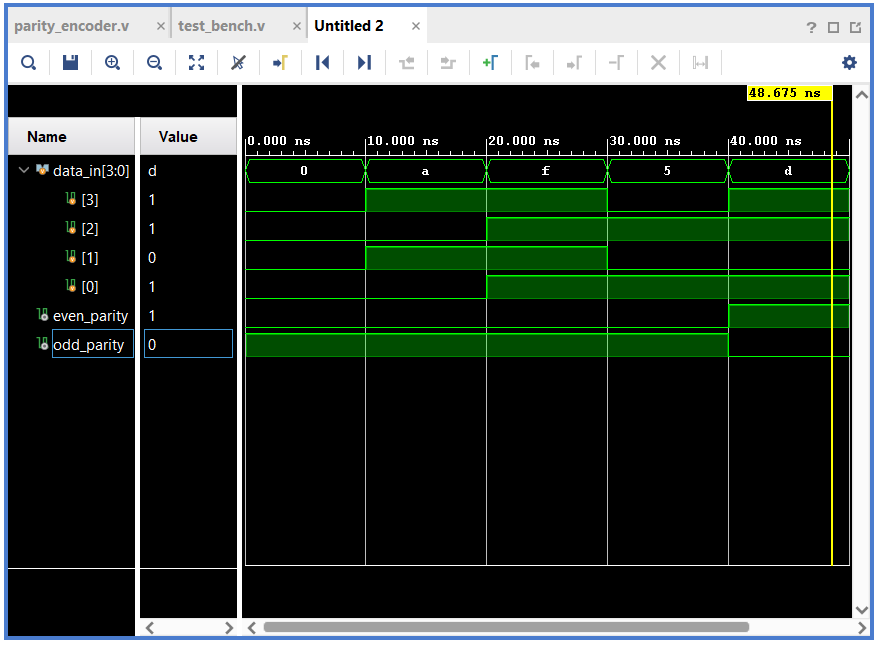 parity_encoder.v × test_bench.v × Untitled 2 ×
?
48.675 ns
Name Value
0.000 ns 10.000 ns 20.000 ns 30.000 ns 40.000 ns
data_in[3:0] d 0 a f 5 d
[3] 1
[2] 1
[1] 0
[0] 1
even_parity 1
odd_parity 0